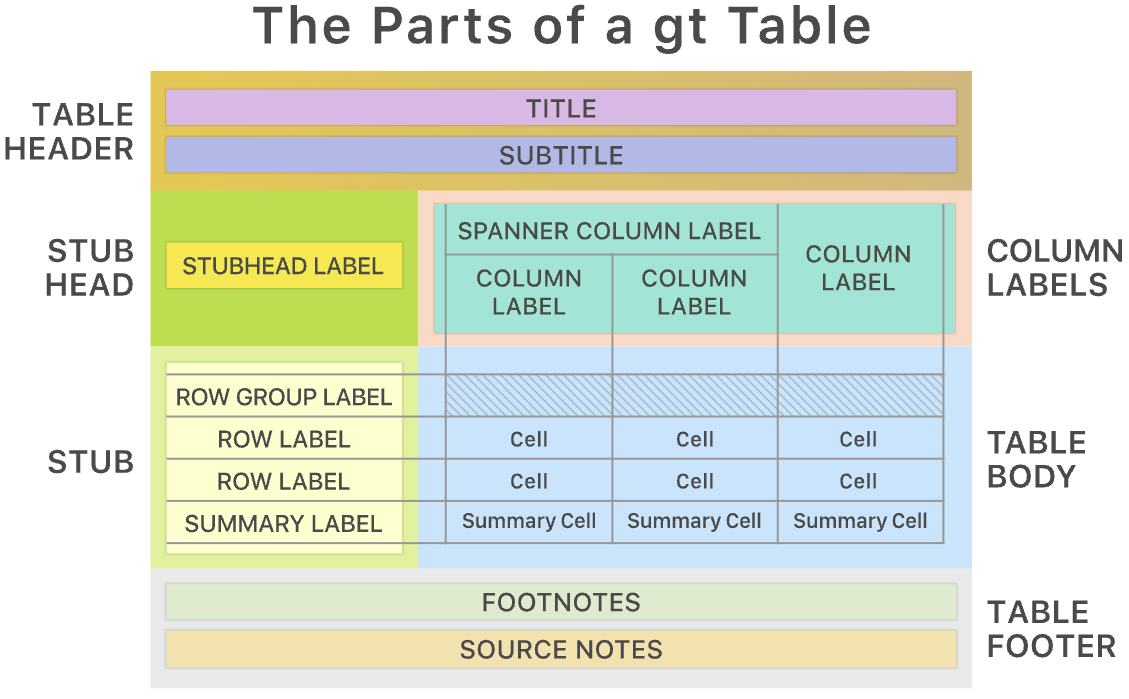 The Parts of a gt Table
TABLE
HEADER
TITLE
SUBTITLE
STUB
HEAD
STUBHEAD LABEL
SPANNER COLUMN LABEL
COLUMN
LABEL
COLUMN
LABEL
COLUMN
LABEL
COLUMN
LABELS
STUB
ROW GROUP LABEL
ROW LABEL Cell Cell Cell
ROW LABEL Cell Cell Cell
SUMMARY LABEL Summary Cell Summary Cell Summary Cell
TABLE
BODY
FOOTNOTES
SOURCE NOTES
TABLE
FOOTER